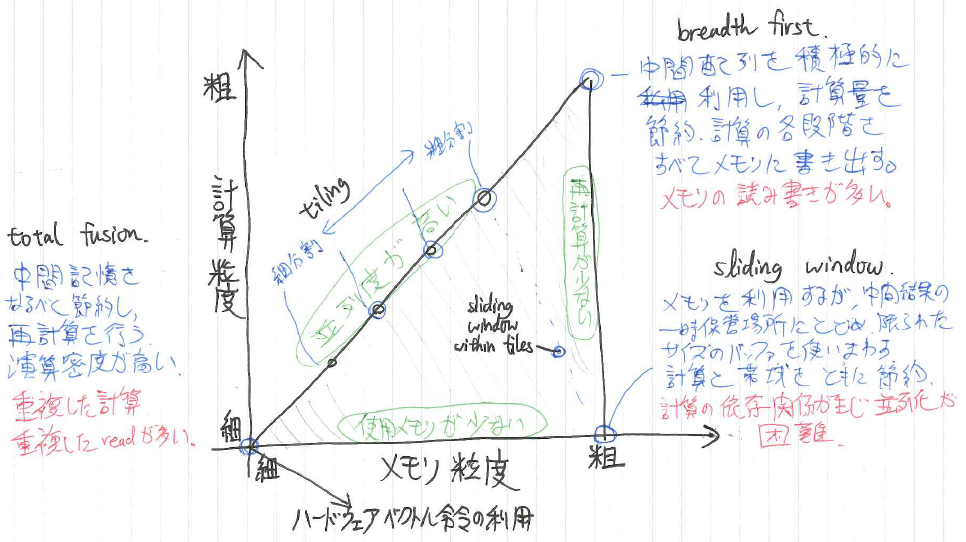 breadth first.
中間配列を積極的に
利用し、計算量を
節約.計算の各段階を
すべてメモリに書き出す。
メモリの読み書きが多い。
粗
計算粒度
細
total fusion.
中間記憶を
なるべく節約し,
再計算を行う.
演算密度が高い.
重複した計算
重複したreadが多い.
tiling
細分割
粗分割
並列度が高い
再計算が少ない
sliding
window
within tiles
sliding window.
メモリを利用するが,中間結果の
一時保管場所にとどめ,限られた
サイズのバッファを使いまわす
計算と帯域をともに節約.
計算の依存関係が生じ並列化が
困難.
使用メモリが少ない
細
メモリ粒度
粗
ハードウェアベクトル命令の利用